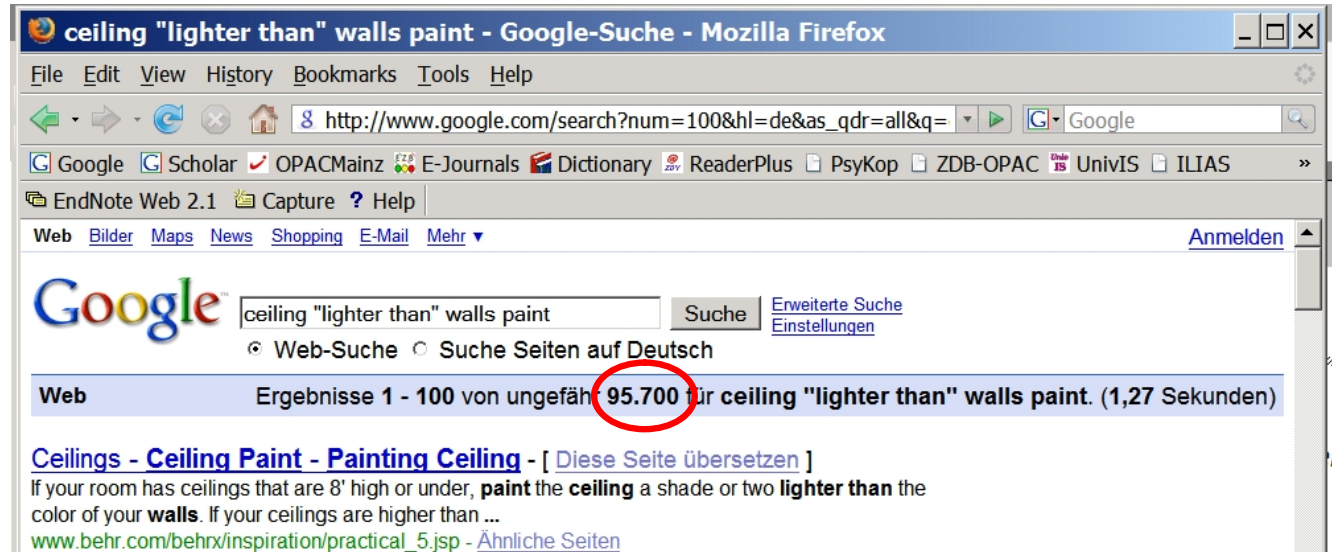 ceiling "lighter than" walls paint - Google-Suche - Mozilla Firefox
File Edit View History Bookmarks Tools Help
http://www.google.com/search?num=100&hl=de&as_qdr=all&q= Google
Google Scholar OPACMainz E-Journals Dictionary ReaderPlus PsyKop ZDB-OPAC UnivIS ILIAS »
EndNote Web 2.1 Capture ? Help
Web Bilder Maps News Shopping E-Mail Mehr ▼ Anmelden
Google™ ceiling "lighter than" walls paint Suche Erweiterte Suche
Einstellungen
Web-Suche Suche Seiten auf Deutsch
Web Ergebnisse 1 - 100 von ungefähr 95.700 für ceiling "lighter than" walls paint. (1,27 Sekunden)
Ceilings - Ceiling Paint - Painting Ceiling - [ Diese Seite übersetzen ]
If your room has ceilings that are 8' high or under, paint the ceiling a shade or two lighter than the
color of your walls. If your ceilings are higher than ...
www.behr.com/behrx/inspiration/practical_5.jsp - Ähnliche Seiten